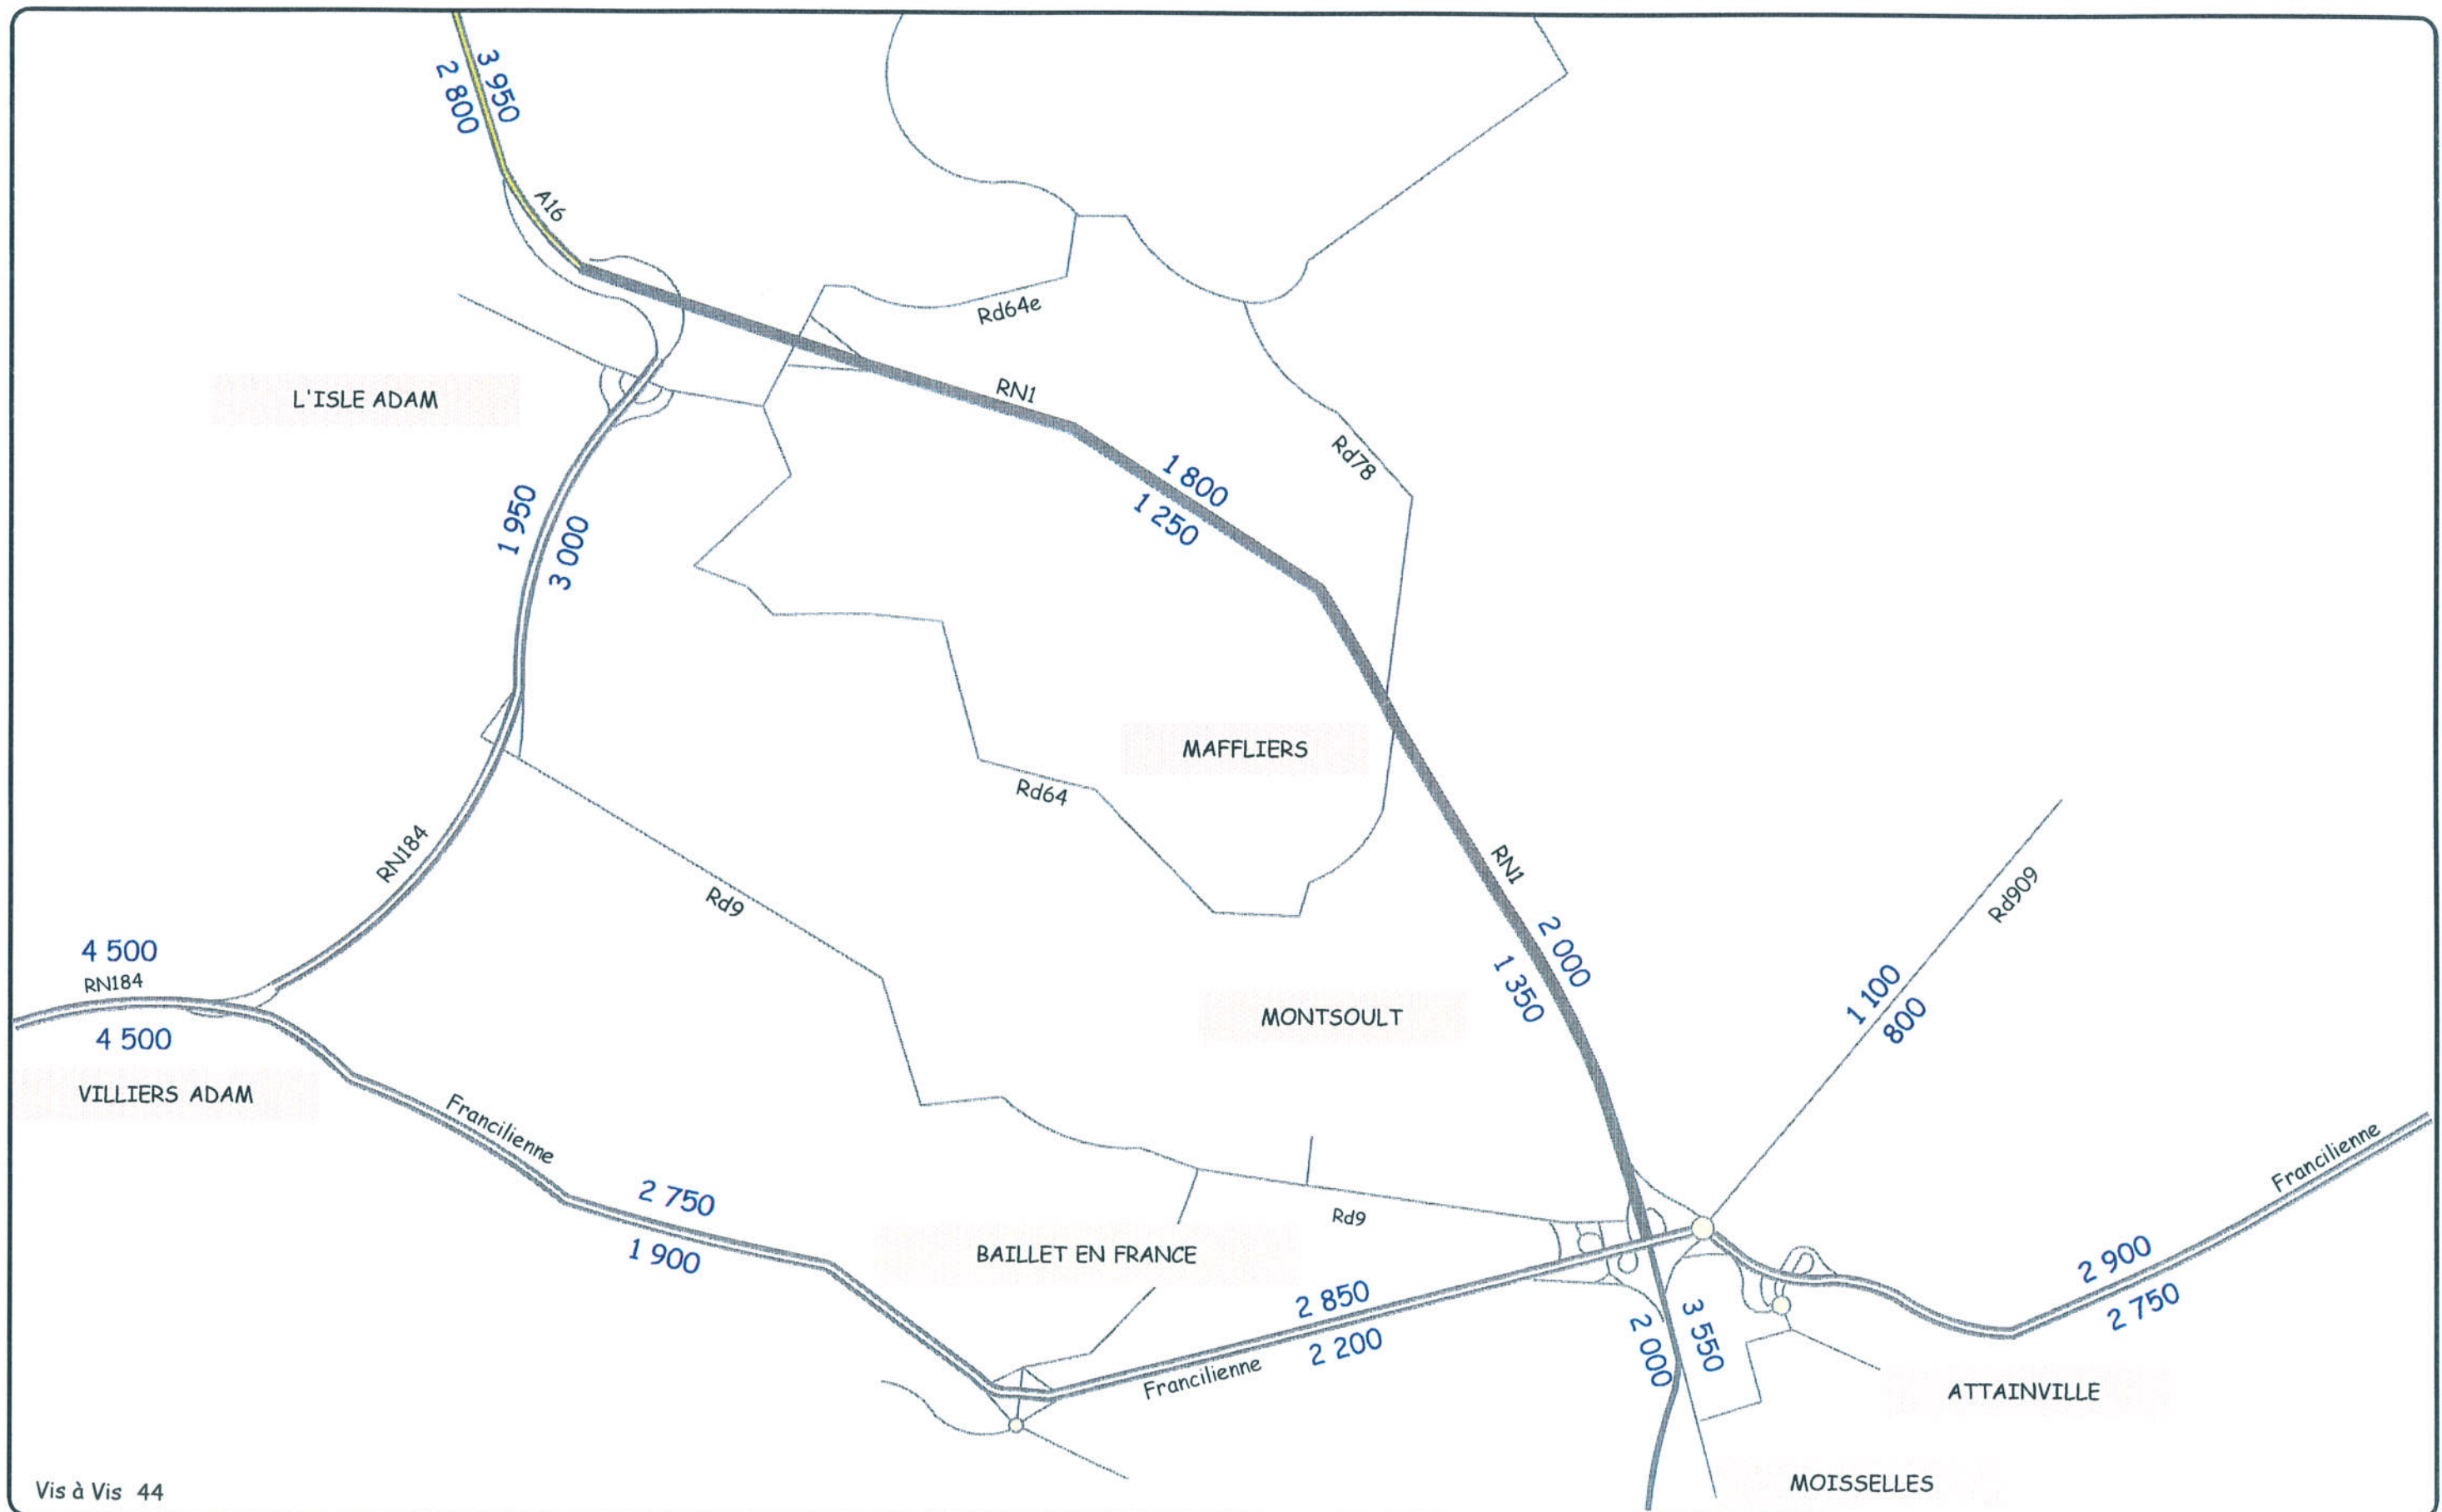 3 950
2 800
A16
Rd64e
RN1
L'ISLE ADAM
Rd78
1 800
1 250
1 950
3 000
MAFFLIERS
Rd64
RN184
RN1
Rd9
Rd909
2 000
1 350
4 500
RN184
4 500
1 100
800
MONTSOULT
VILLIERS ADAM
Francilienne
Francilienne
2 750
1 900
Rd9
BAILLET EN FRANCE
2 900
2 750
2 850
2 200
Francilienne
2 000
3 550
ATTAINVILLE
MOISSELLES
Vis à Vis 44